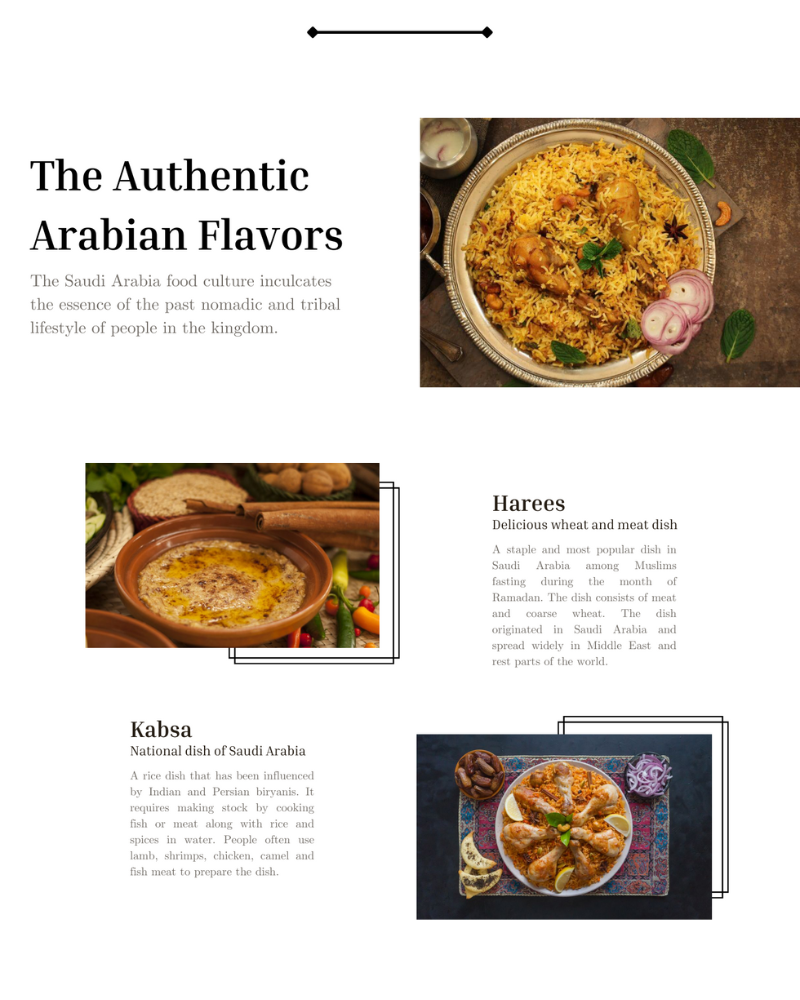 The Authentic
Arabian Flavors
The Saudi Arabia food culture inculcates
the essence of the past nomadic and tribal
lifestyle of people in the kingdom.
Harees
Delicious wheat and meat dish
A staple and most popular dish in
Saudi Arabia among Muslims
fasting during the month of
Ramadan. The dish consists of meat
and coarse wheat. The dish
originated in Saudi Arabia and
spread widely in Middle East and
rest parts of the world.
Kabsa
National dish of Saudi Arabia
A rice dish that has been influenced
by Indian and Persian biryanis. It
requires making stock by cooking
fish or meat along with rice and
spices in water. People often use
lamb, shrimps, chicken, camel and
fish meat to prepare the dish.